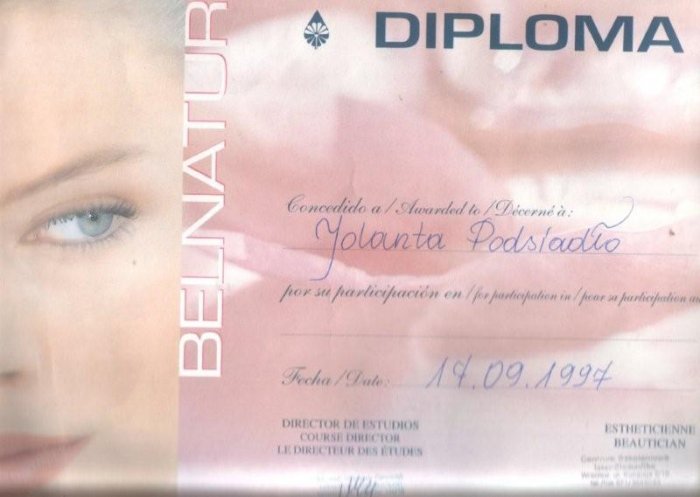 DIPLOMA
BELNATUR
Concedido a / Awarded to / Décerné à:
Jolanta Podsiadło
por su participación en / for participation in / pour sa participation au
Fecha / Date: 17.09.1997
DIRECTOR DE ESTUDIOS
COURSE DIRECTOR
LE DIRECTEUR DES ÉTUDES
ESTHETICIENNE
BEAUTICIAN